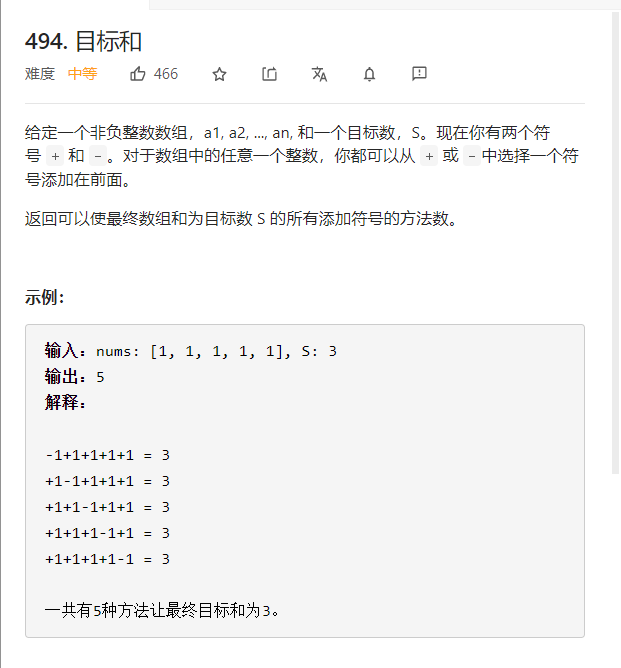 494. 目标和
难度 中等 466
给定一个非负整数数组，a1, a2, ..., an, 和一个目标数，S。现在你有两个符
号 + 和 -。对于数组中的任意一个整数，你都可以从 + 或 -中选择一个符
号添加在前面。
返回可以使最终数组和为目标数 S 的所有添加符号的方法数。
示例：
输入：nums: [1, 1, 1, 1, 1], S: 3
输出：5
解释：
-1+1+1+1+1 = 3
+1-1+1+1+1 = 3
+1+1-1+1+1 = 3
+1+1+1-1+1 = 3
+1+1+1+1-1 = 3
一共有5种方法让最终目标和为3。